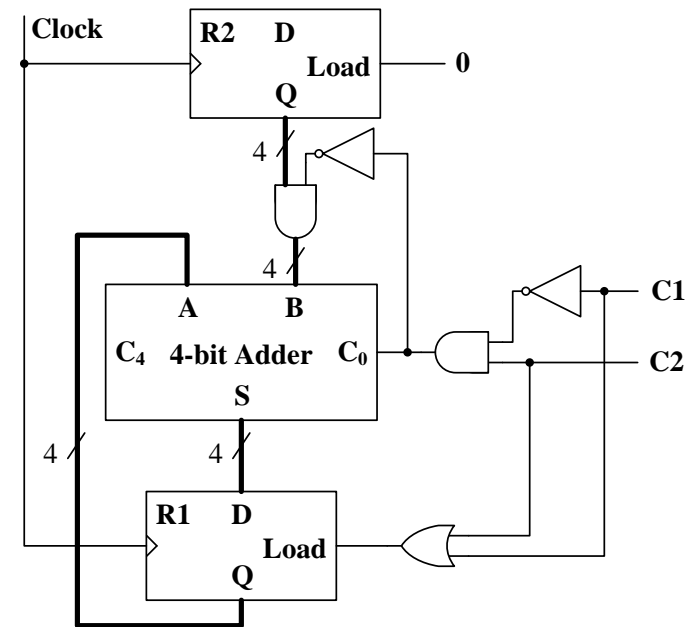 Clock
R2 D
Load
0
Q
4
4
C1
A B
C4 4-bit Adder C0
C2
S
4
4
R1 D
Load
Q